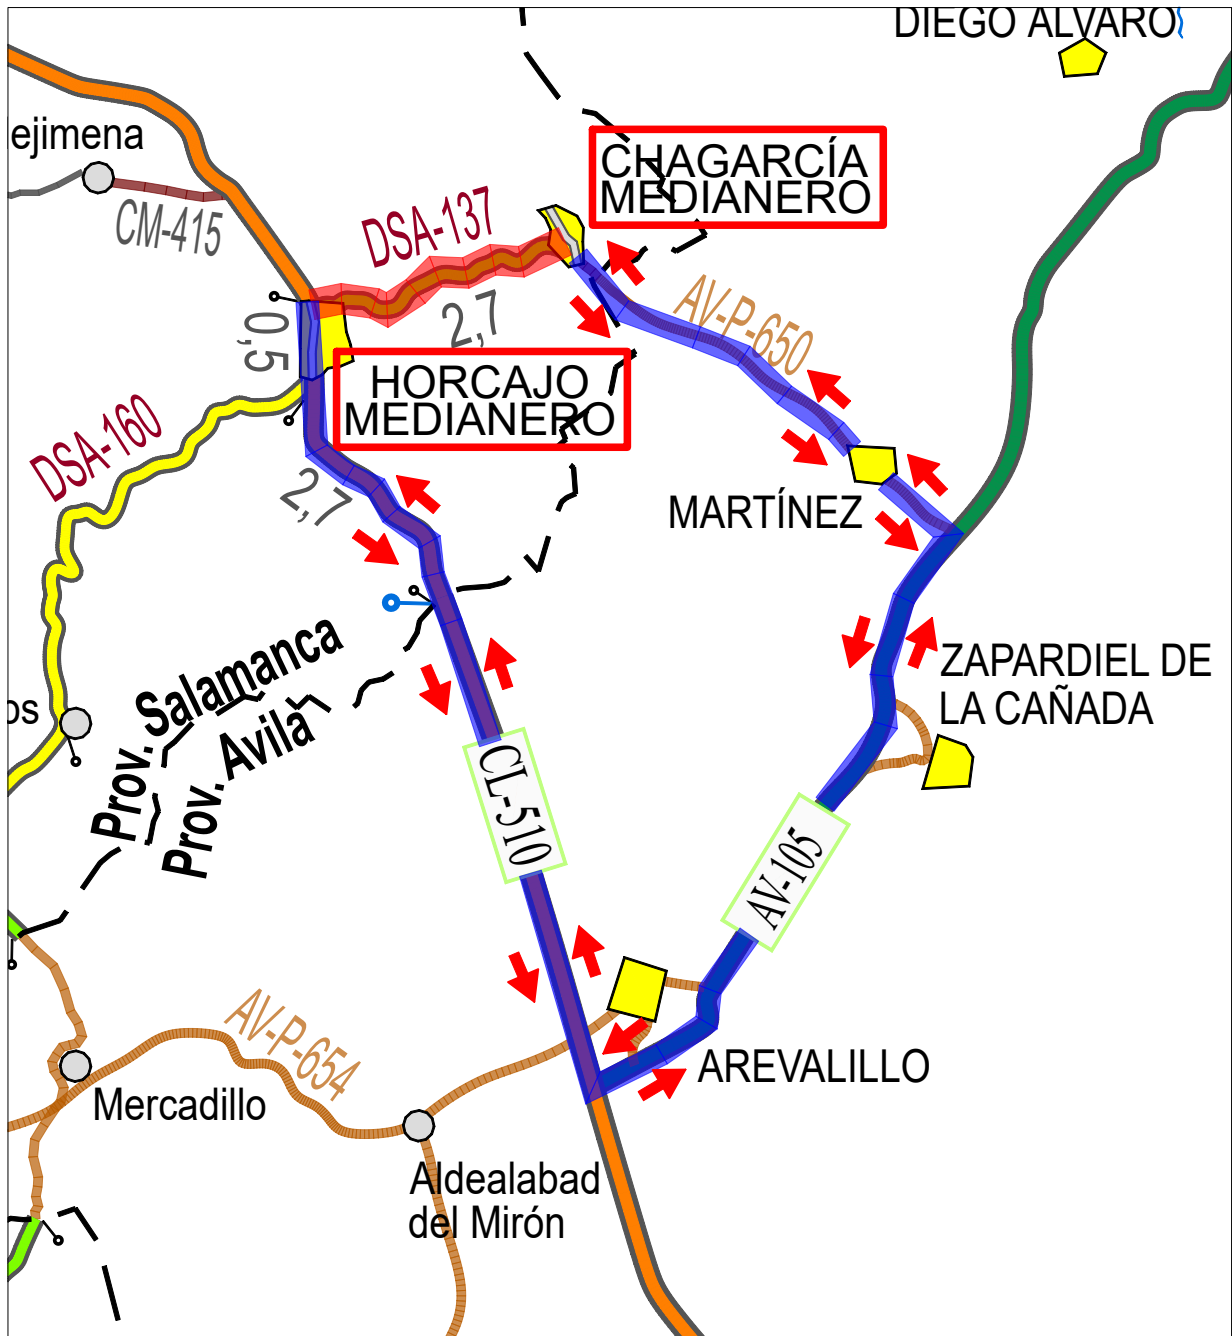 DIEGO ALVARO
ejimena
CM-415
DSA-137
CHAGARCÍA
MEDIANERO
2,7
AV-P-650
0,5
HORCAJO
MEDIANERO
DSA-160
2,7
MARTÍNEZ
Prov. Salamanca
Prov. Avila
ZAPARDIEL DE
LA CAÑADA
os
CL-510
AV-105
AV-P-654
AREVALILLO
Mercadillo
Aldealabad
del Mirón